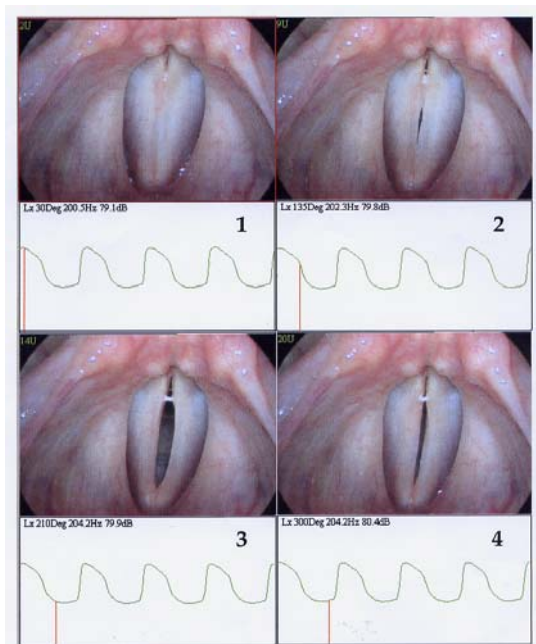 2U
9U
Lx 30Deg 200.5Hz 79.1dB
1
Lx 135Deg 202.3Hz 79.8dB
2
14U
20U
Lx 210Deg 204.2Hz 79.9dB
3
Lx 300Deg 204.2Hz 80.4dB
4